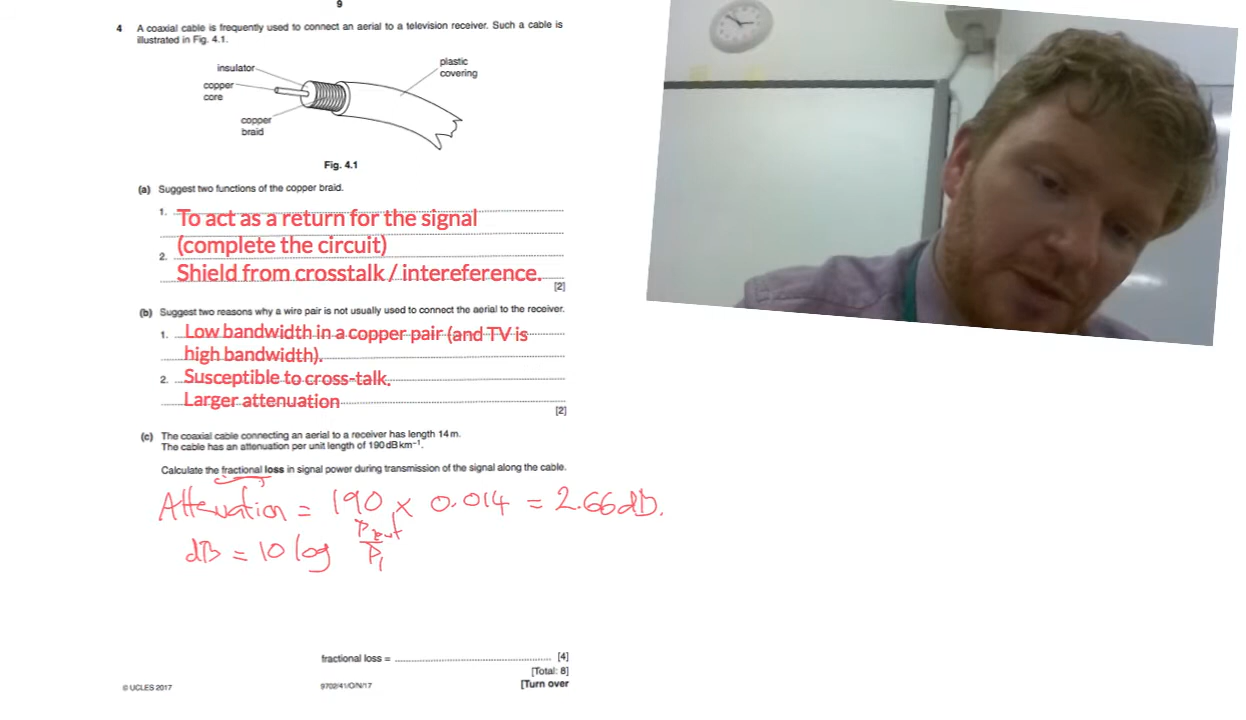 9
4 A coaxial cable is frequently used to connect an aerial to a television receiver. Such a cable is
illustrated in Fig. 4.1.
insulator
copper
core
copper
braid
plastic
covering
Fig. 4.1
(a) Suggest two functions of the copper braid.
1. To act as a return for the signal
(complete the circuit)
2.
Shield from crosstalk / intereference.
[2]
(b) Suggest two reasons why a wire pair is not usually used to connect the aerial to the receiver.
1. Low bandwidth in a copper pair (and TV is
high bandwidth).
2. Susceptible to cross-talk.
Larger attenuation
[2]
(c) The coaxial cable connecting an aerial to a receiver has length 14 m.
The cable has an attenuation per unit length of 190 dB km⁻¹.
Calculate the fractional loss in signal power during transmission of the signal along the cable.
Attenuation = 190 × 0.014 = 2.66 dB.
dB = 10 log
fractional loss = ............ [4]
[Total: 8]
© UCLES 2017 9702/41/O/N/17 [Turn over